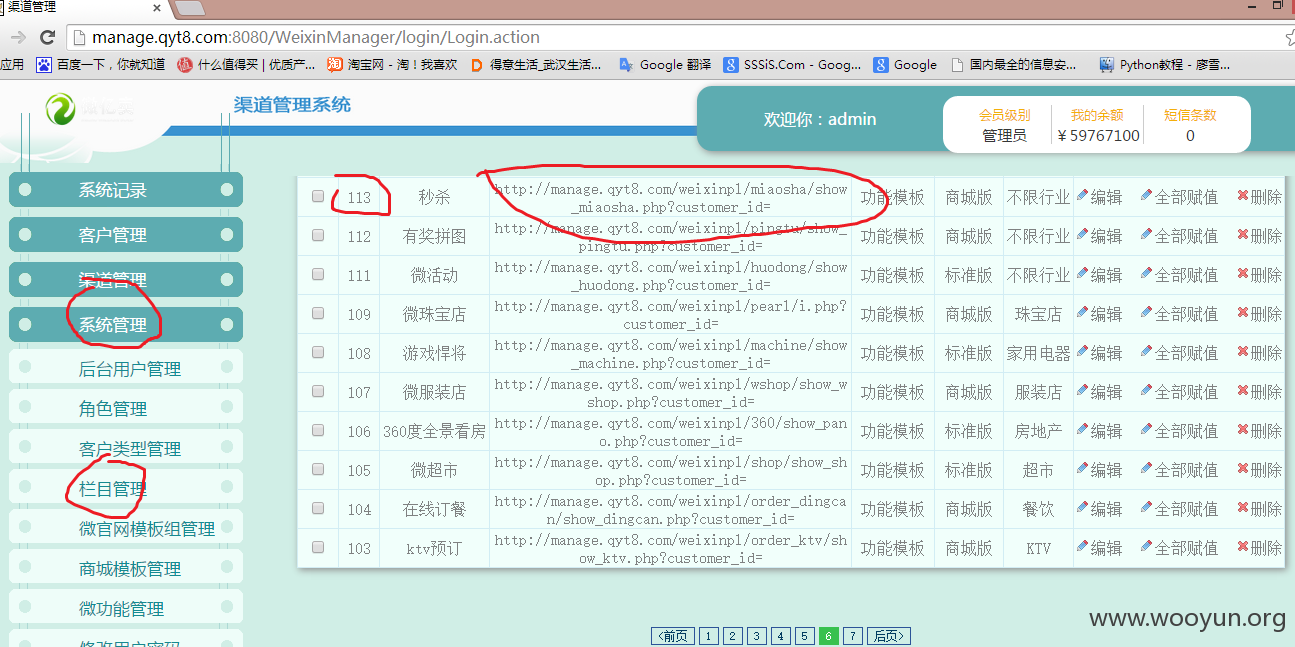 渠道管理
manage.qyt8.com:8080/WeixinManager/login/Login.action
应用 百度一下，你就知道 什么值得买 | 优质产... 淘宝网 - 淘！我喜欢 得意生活_武汉生活... Google 翻译 SSSiS.Com - Goog... Google 国内最全的信息安... Python教程 - 廖雪...
渠道管理系统
欢迎你：admin
会员级别 我的余额 短信条数
管理员 ¥ 59767100 0
系统记录
客户管理
渠道管理
系统管理
后台用户管理
角色管理
客户类型管理
栏目管理
微官网模板组管理
商城模板管理
微功能管理
修改用户密码
113 秒杀 http://manage.qyt8.com/weixinpl/miaosha/show
_miaosha.php?customer_id= 功能模板 商城版 不限行业 编辑 全部赋值 删除
112 有奖拼图 http://manage.qyt8.com/weixinpl/pingtu/show_
pingtu.php?customer_id= 功能模板 商城版 不限行业 编辑 全部赋值 删除
111 微活动 http://manage.qyt8.com/weixinpl/huodong/show
_huodong.php?customer_id= 功能模板 标准版 不限行业 编辑 全部赋值 删除
109 微珠宝店 http://manage.qyt8.com/weixinpl/pearl/i.php?
customer_id= 功能模板 商城版 珠宝店 编辑 全部赋值 删除
108 游戏悍将 http://manage.qyt8.com/weixinpl/machine/show
_machine.php?customer_id= 功能模板 标准版 家用电器 编辑 全部赋值 删除
107 微服装店 http://manage.qyt8.com/weixinpl/wshop/show_w
shop.php?customer_id= 功能模板 商城版 服装店 编辑 全部赋值 删除
106 360度全景看房 http://manage.qyt8.com/weixinpl/360/show_pan
o.php?customer_id= 功能模板 标准版 房地产 编辑 全部赋值 删除
105 微超市 http://manage.qyt8.com/weixinpl/shop/show_sh
op.php?customer_id= 功能模板 标准版 超市 编辑 全部赋值 删除
104 在线订餐 http://manage.qyt8.com/weixinpl/order_dingca
n/show_dingcan.php?customer_id= 功能模板 商城版 餐饮 编辑 全部赋值 删除
103 ktv预订 http://manage.qyt8.com/weixinpl/order_ktv/sh
ow_ktv.php?customer_id= 功能模板 商城版 KTV 编辑 全部赋值 删除
<前页 1 2 3 4 5 6 7 后页>
www.wooyun.org